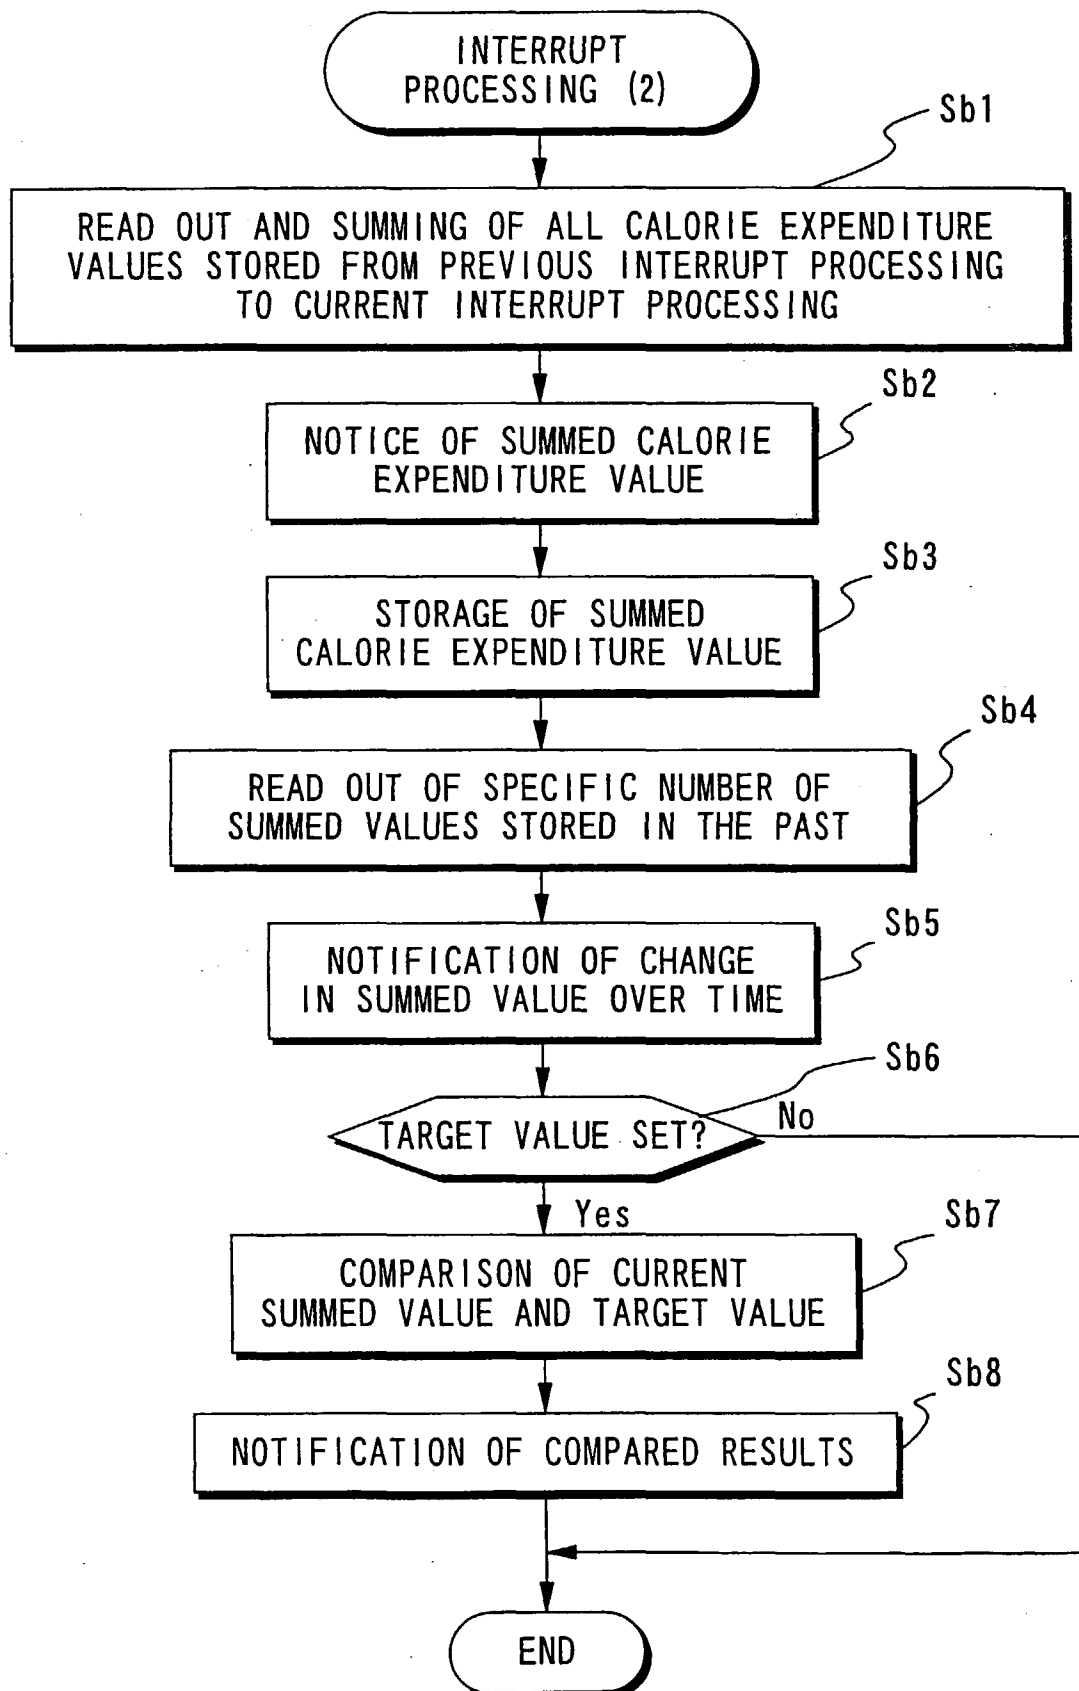 INTERRUPT
PROCESSING (2)
Sb1
READ OUT AND SUMMING OF ALL CALORIE EXPENDITURE
VALUES STORED FROM PREVIOUS INTERRUPT PROCESSING
TO CURRENT INTERRUPT PROCESSING
Sb2
NOTICE OF SUMMED CALORIE
EXPENDITURE VALUE
Sb3
STORAGE OF SUMMED
CALORIE EXPENDITURE VALUE
Sb4
READ OUT OF SPECIFIC NUMBER OF
SUMMED VALUES STORED IN THE PAST
Sb5
NOTIFICATION OF CHANGE
IN SUMMED VALUE OVER TIME
Sb6
TARGET VALUE SET?
No
Yes
Sb7
COMPARISON OF CURRENT
SUMMED VALUE AND TARGET VALUE
Sb8
NOTIFICATION OF COMPARED RESULTS
END